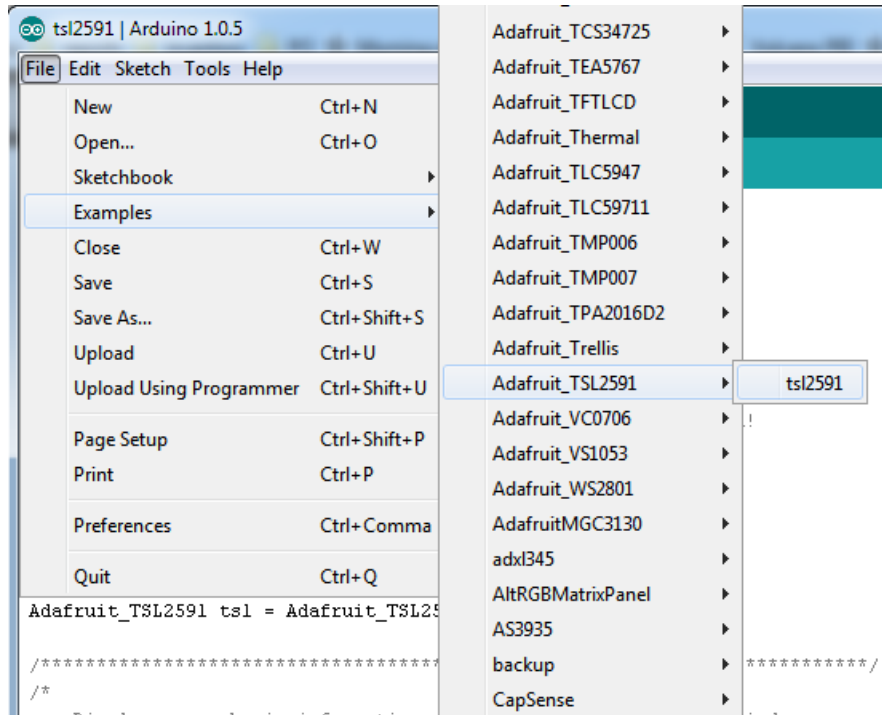 tsl2591 | Arduino 1.0.5
File Edit Sketch Tools Help
New Ctrl+N
Open... Ctrl+O
Sketchbook
Examples
Close Ctrl+W
Save Ctrl+S
Save As... Ctrl+Shift+S
Upload Ctrl+U
Upload Using Programmer Ctrl+Shift+U
Page Setup Ctrl+Shift+P
Print Ctrl+P
Preferences Ctrl+Comma
Quit Ctrl+Q
Adafruit_TCS34725
Adafruit_TEA5767
Adafruit_TFTLCD
Adafruit_Thermal
Adafruit_TLC5947
Adafruit_TLC59711
Adafruit_TMP006
Adafruit_TMP007
Adafruit_TPA2016D2
Adafruit_Trellis
Adafruit_TSL2591
Adafruit_VC0706
Adafruit_VS1053
Adafruit_WS2801
AdafruitMGC3130
adxl345
AltRGBMatrixPanel
AS3935
backup
CapSense
tsl2591
Adafruit_TSL2591 tsl = Adafruit_TSL25
/************************************ ***********/
/*